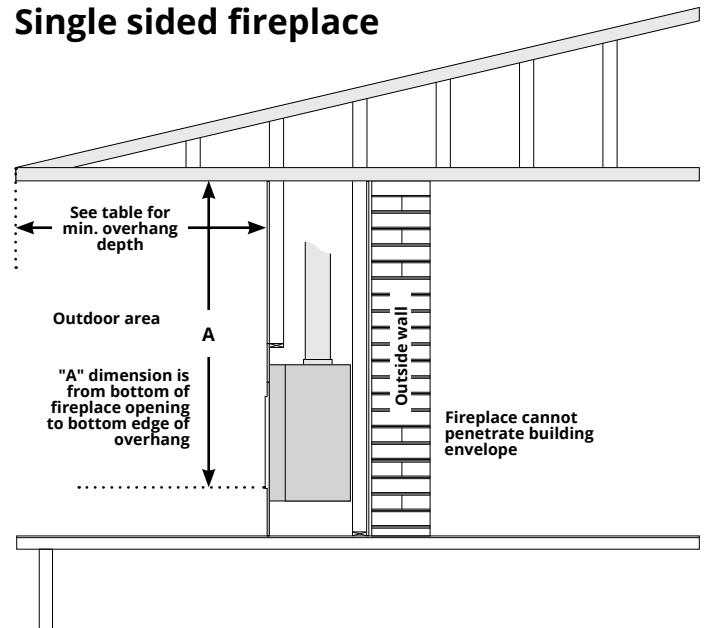 Single sided fireplace
See table for
min. overhang
depth
Outdoor area
A
"A" dimension is
from bottom of
fireplace opening
to bottom edge of
overhang
Outside wall
Fireplace cannot
penetrate building
envelope